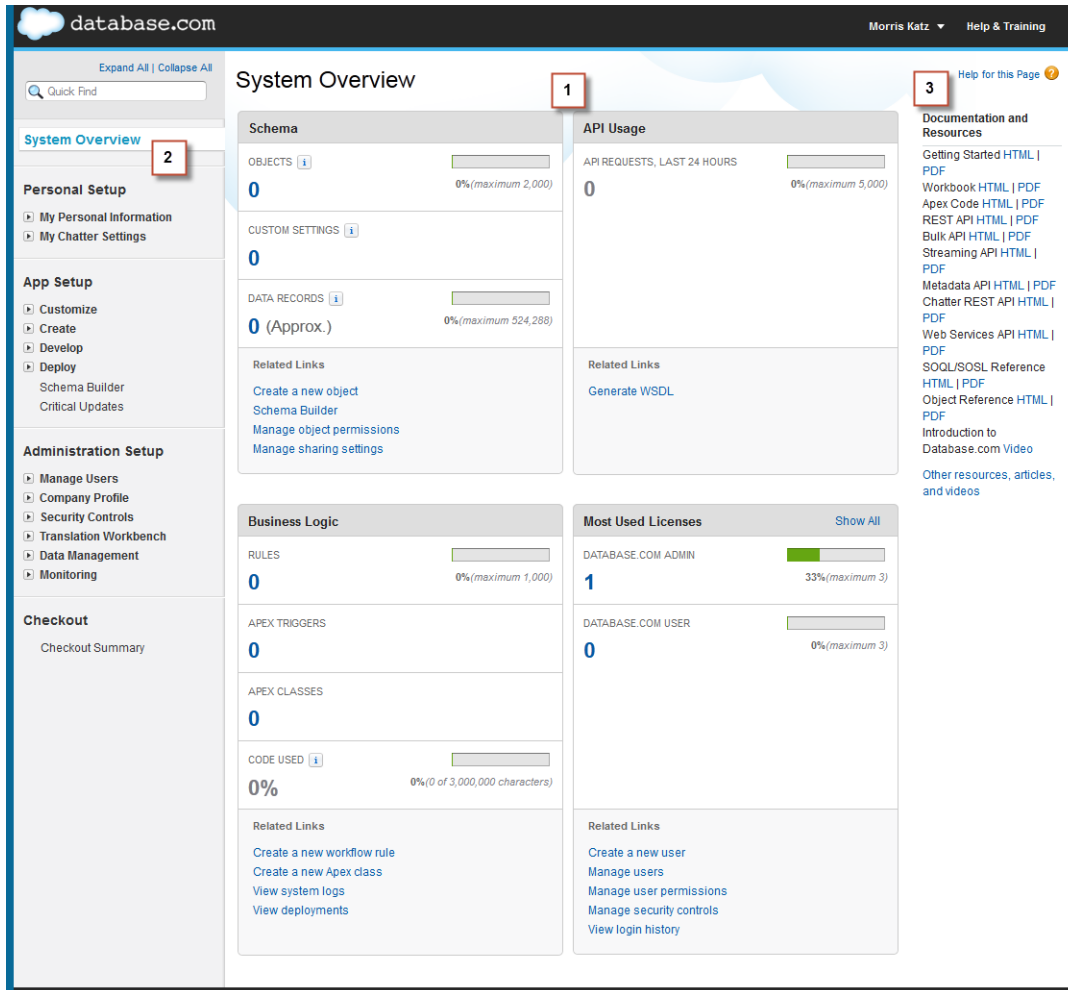 database.com
Morris Katz
Help & Training
Expand All | Collapse All
Quick Find
System Overview
2
Personal Setup
My Personal Information
My Chatter Settings
App Setup
Customize
Create
Develop
Deploy
Schema Builder
Critical Updates
Administration Setup
Manage Users
Company Profile
Security Controls
Translation Workbench
Data Management
Monitoring
Checkout
Checkout Summary
System Overview
1
Schema
OBJECTS i
0
0%(maximum 2,000)
CUSTOM SETTINGS i
0
DATA RECORDS i
0 (Approx.)
0%(maximum 524,288)
Related Links
Create a new object
Schema Builder
Manage object permissions
Manage sharing settings
API Usage
API REQUESTS, LAST 24 HOURS
0
0%(maximum 5,000)
Related Links
Generate WSDL
Business Logic
RULES
0
0%(maximum 1,000)
APEX TRIGGERS
0
APEX CLASSES
0
CODE USED i
0%
0%(0 of 3,000,000 characters)
Related Links
Create a new workflow rule
Create a new Apex class
View system logs
View deployments
Most Used Licenses
Show All
DATABASE.COM ADMIN
1
33%(maximum 3)
DATABASE.COM USER
0
0%(maximum 3)
Related Links
Create a new user
Manage users
Manage user permissions
Manage security controls
View login history
3
Help for this Page ?
Documentation and
Resources
Getting Started HTML |
PDF
Workbook HTML | PDF
Apex Code HTML | PDF
REST API HTML | PDF
Bulk API HTML | PDF
Streaming API HTML |
PDF
Metadata API HTML | PDF
Chatter REST API HTML |
PDF
Web Services API HTML |
PDF
SOQL/SOSL Reference
HTML | PDF
Object Reference HTML |
PDF
Introduction to
Database.com Video
Other resources, articles,
and videos